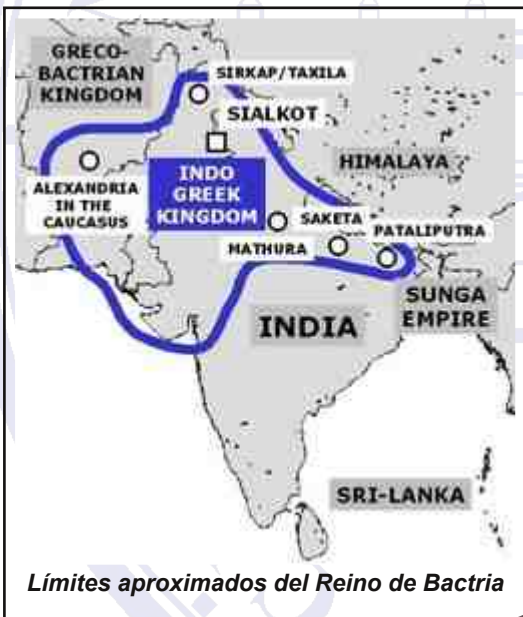 GRECO-
BACTRIAN
KINGDOM
SIRKAP/TAXILA
SIALKOT
HIMALAYA
ALEXANDRIA
IN THE
CAUCASUS
INDO
GREEK
KINGDOM
SAKETA
PATALIPUTRA
MATHURA
SUNGA
EMPIRE
INDIA
SRI-LANKA
Límites aproximados del Reino de Bactria